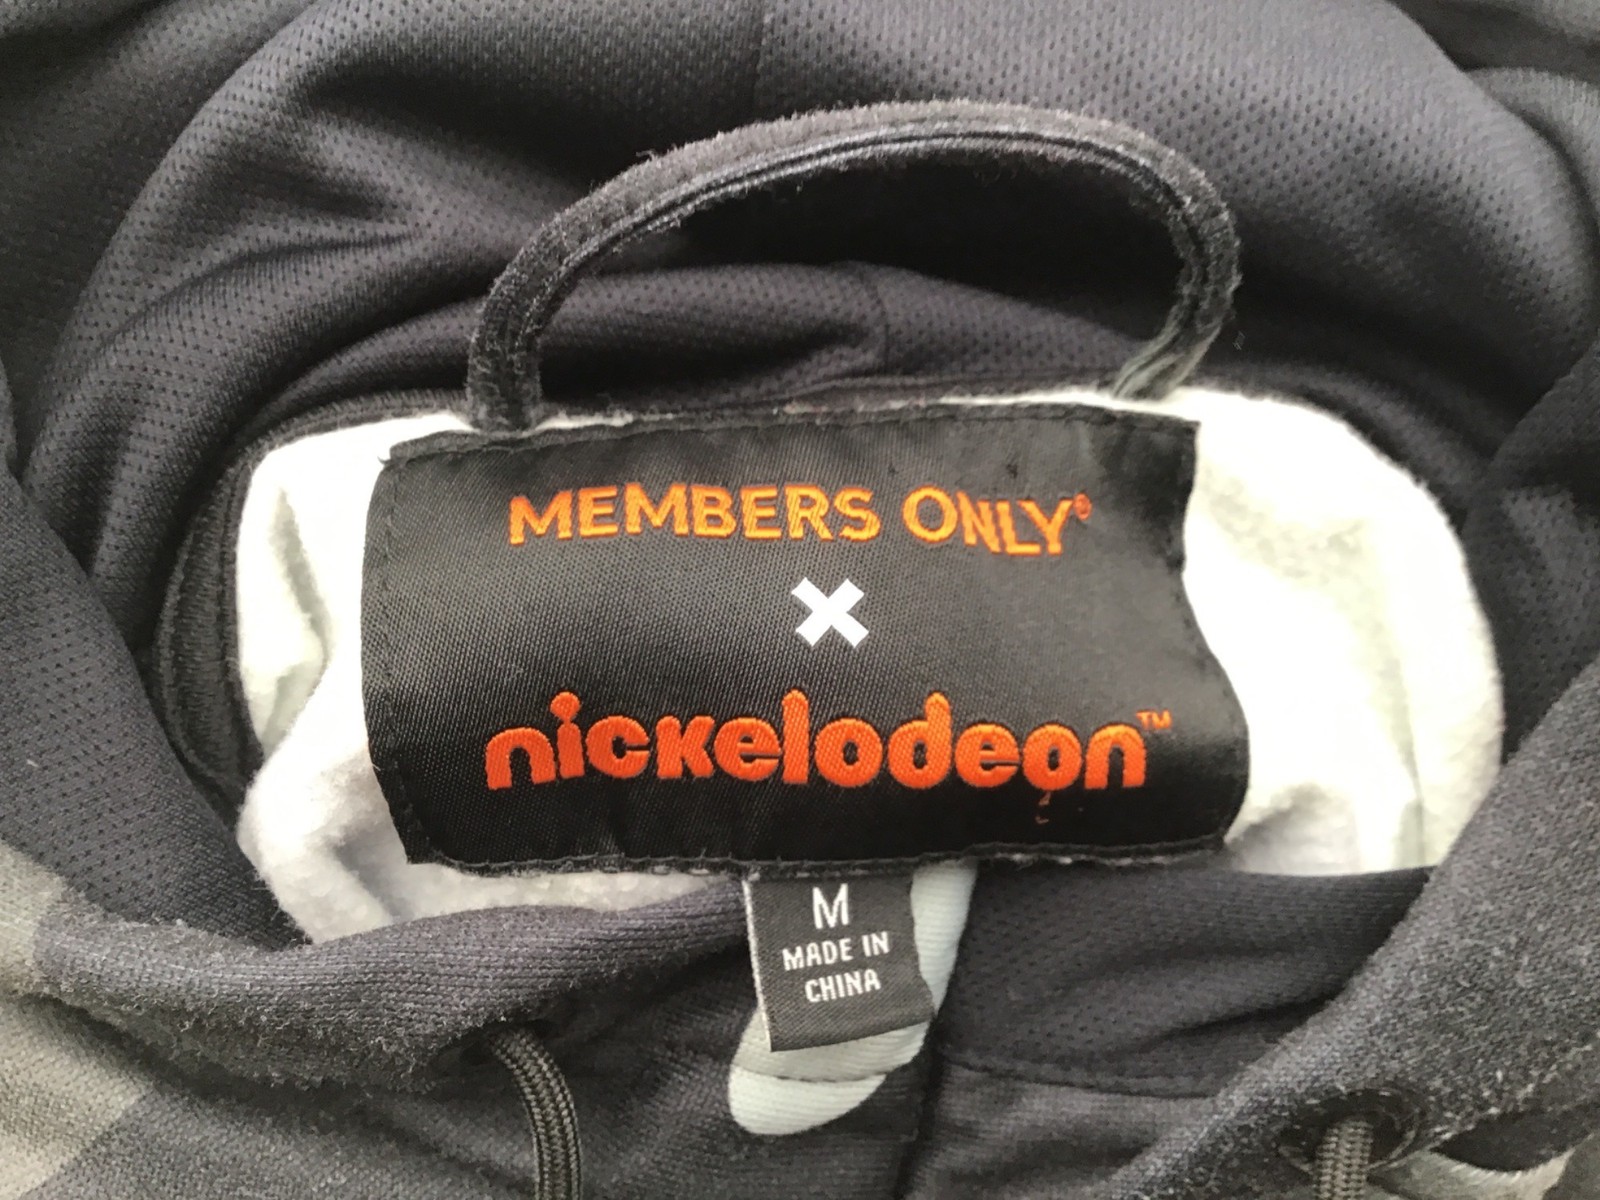 MEMBERS ONLY®
X
nickelodeon™
M
MADE IN
CHINA